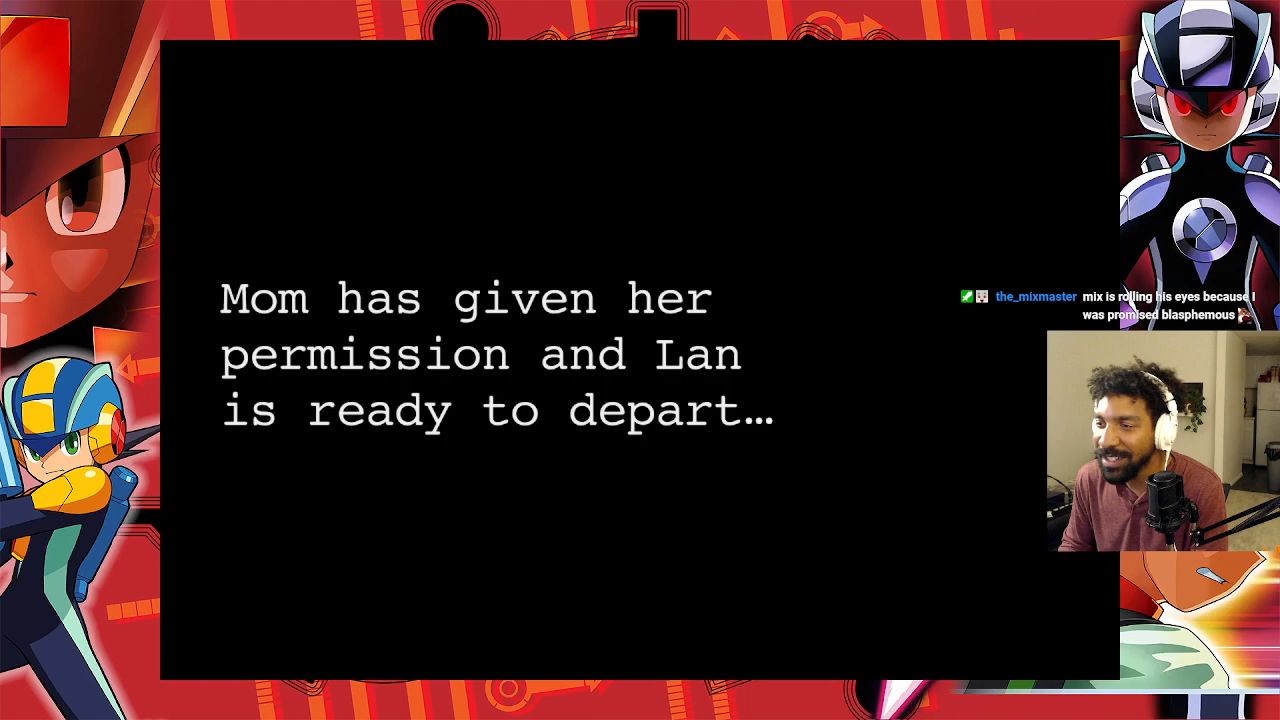 Mom has given her
permission and Lan
is ready to depart…
the_mixmaster mix is rolling his eyes because I
was promised blasphemous